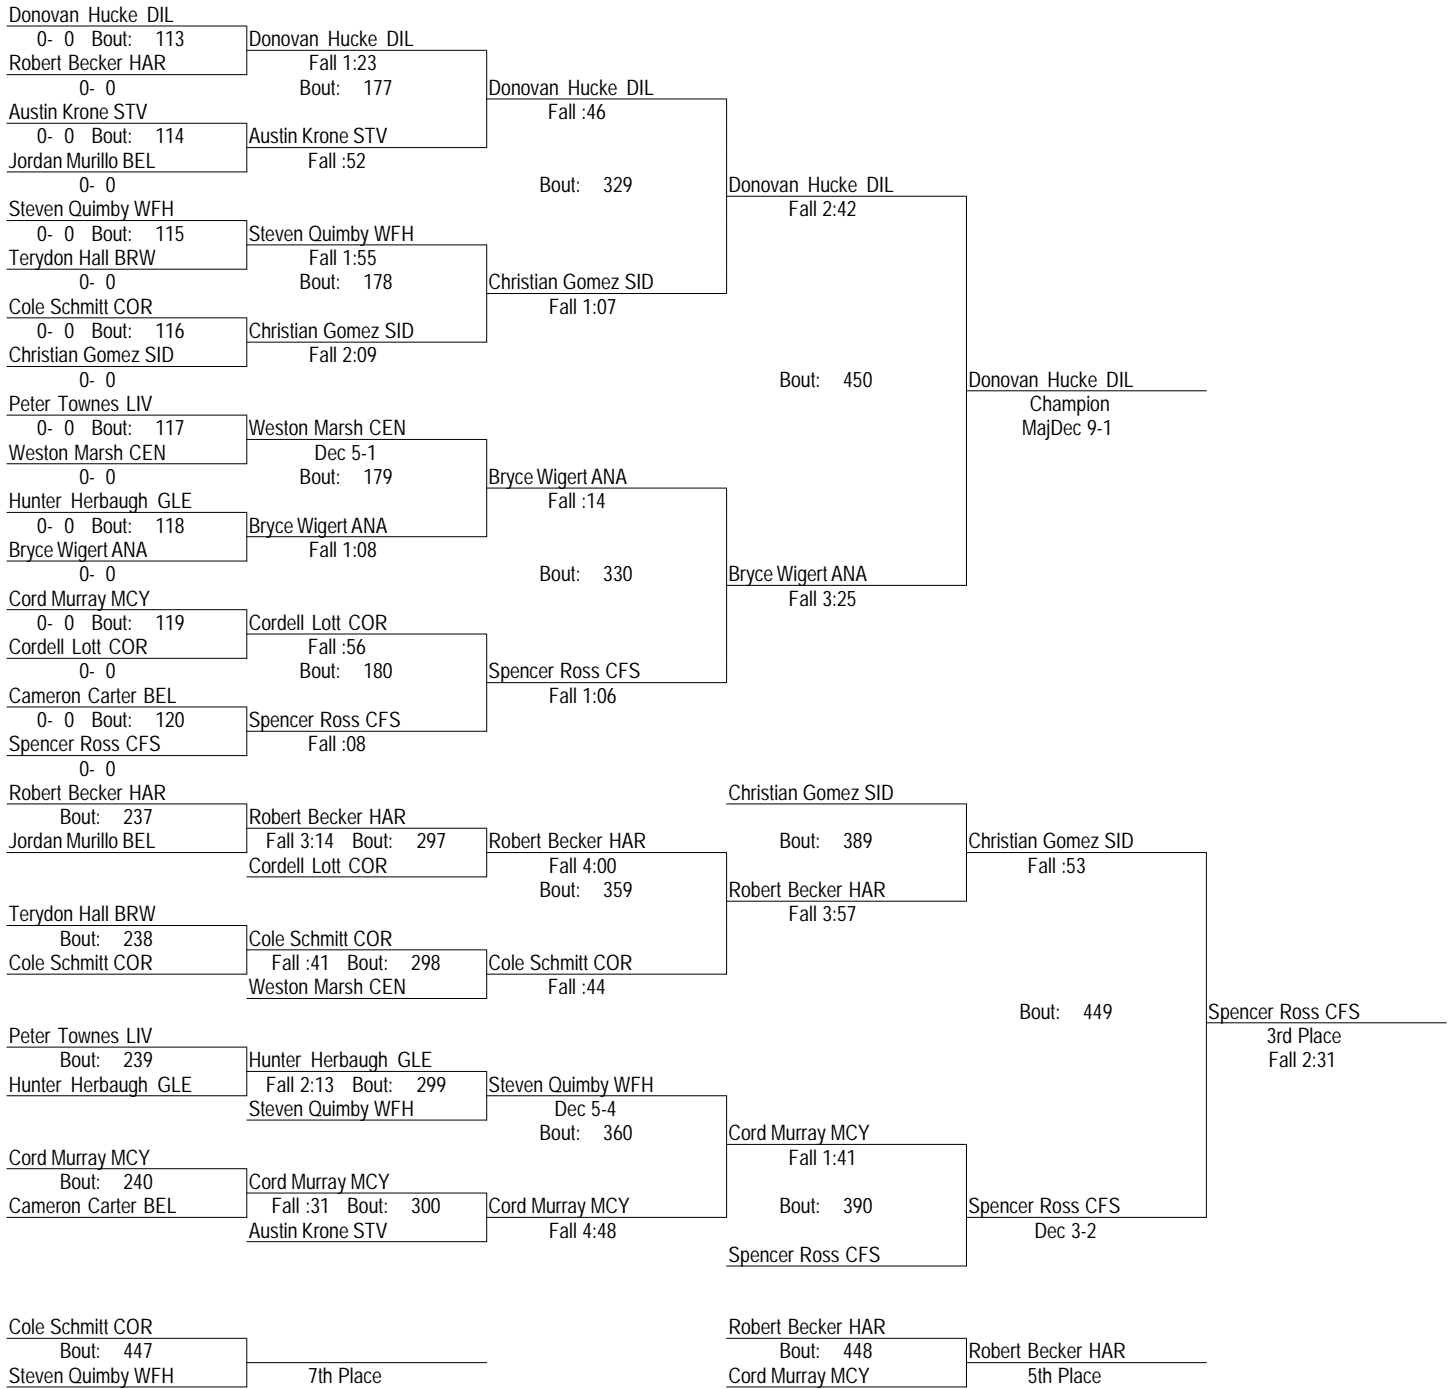 Donovan Hucke DIL
0- 0 Bout: 113 Donovan Hucke DIL
Robert Becker HAR Fall 1:23
0- 0 Bout: 177 Donovan Hucke DIL
Austin Krone STV Fall :46
0- 0 Bout: 114 Austin Krone STV
Jordan Murillo BEL Fall :52
0- 0 Bout: 329 Donovan Hucke DIL
Steven Quimby WFH Fall 2:42
0- 0 Bout: 115 Steven Quimby WFH
Terydon Hall BRW Fall 1:55
0- 0 Bout: 178 Christian Gomez SID
Cole Schmitt COR Fall 1:07
0- 0 Bout: 116 Christian Gomez SID
Christian Gomez SID Fall 2:09
0- 0 Bout: 450 Donovan Hucke DIL
Peter Townes LIV Champion
0- 0 Bout: 117 Weston Marsh CEN MajDec 9-1
Weston Marsh CEN Dec 5-1
0- 0 Bout: 179 Bryce Wigert ANA
Hunter Herbaugh GLE Fall :14
0- 0 Bout: 118 Bryce Wigert ANA
Bryce Wigert ANA Fall 1:08
0- 0 Bout: 330 Bryce Wigert ANA
Cord Murray MCY Fall 3:25
0- 0 Bout: 119 Cordell Lott COR
Cordell Lott COR Fall :56
0- 0 Bout: 180 Spencer Ross CFS
Cameron Carter BEL Fall 1:06
0- 0 Bout: 120 Spencer Ross CFS
Spencer Ross CFS Fall :08
0- 0
Robert Becker HAR Christian Gomez SID
Bout: 237 Robert Becker HAR
Jordan Murillo BEL Fall 3:14 Bout: 297 Robert Becker HAR Bout: 389 Christian Gomez SID
Cordell Lott COR Fall 4:00 Fall :53
Bout: 359 Robert Becker HAR
Terydon Hall BRW Fall 3:57
Bout: 238 Cole Schmitt COR
Cole Schmitt COR Fall :41 Bout: 298 Cole Schmitt COR
Weston Marsh CEN Fall :44
Bout: 449 Spencer Ross CFS
Peter Townes LIV 3rd Place
Bout: 239 Hunter Herbaugh GLE Fall 2:31
Hunter Herbaugh GLE Fall 2:13 Bout: 299 Steven Quimby WFH
Steven Quimby WFH Dec 5-4
Bout: 360 Cord Murray MCY
Cord Murray MCY Fall 1:41
Bout: 240 Cord Murray MCY
Cameron Carter BEL Fall :31 Bout: 300 Cord Murray MCY Bout: 390 Spencer Ross CFS
Austin Krone STV Fall 4:48 Dec 3-2
Spencer Ross CFS
Cole Schmitt COR Robert Becker HAR
Bout: 447 Bout: 448 Robert Becker HAR
Steven Quimby WFH 7th Place Cord Murray MCY 5th Place